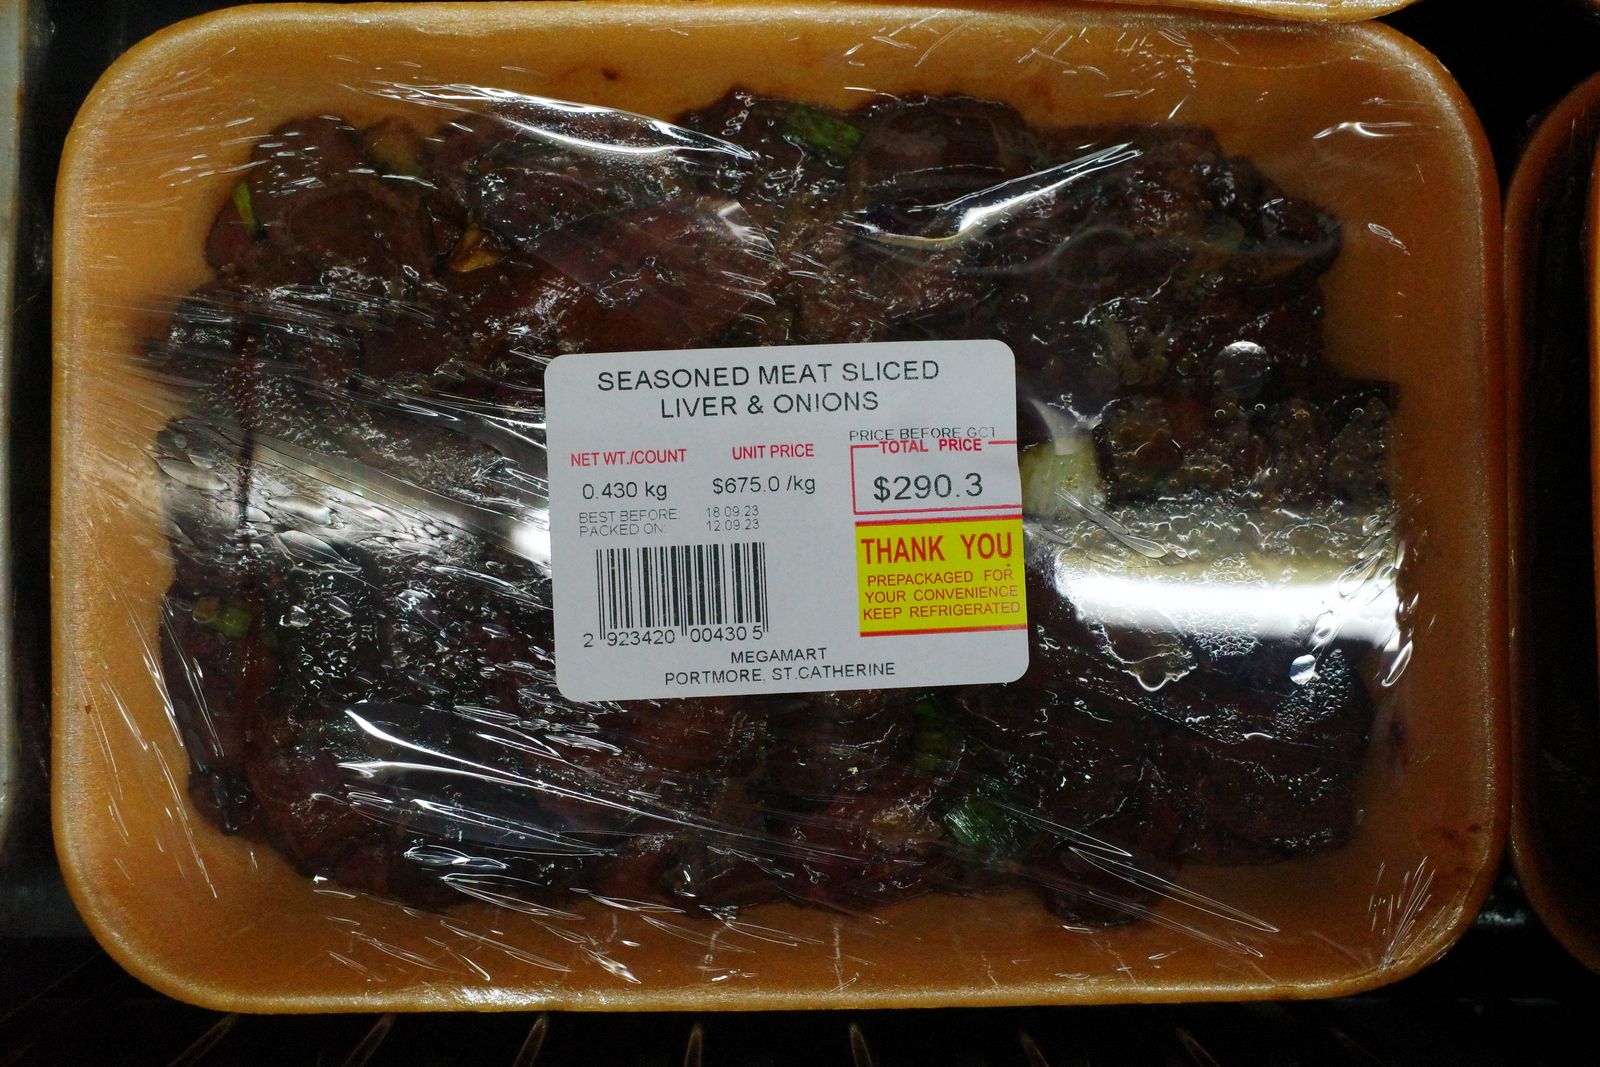 SEASONED MEAT SLICED
LIVER & ONIONS
PRICE BEFORE GCT
NET WT./COUNT UNIT PRICE TOTAL PRICE
0.430 kg $675.0 /kg $290.3
BEST BEFORE: 18.09.23
PACKED ON: 12.09.23
THANK YOU
PREPACKAGED FOR
YOUR CONVENIENCE
KEEP REFRIGERATED
2 923420 00430 5
MEGAMART
PORTMORE, ST.CATHERINE